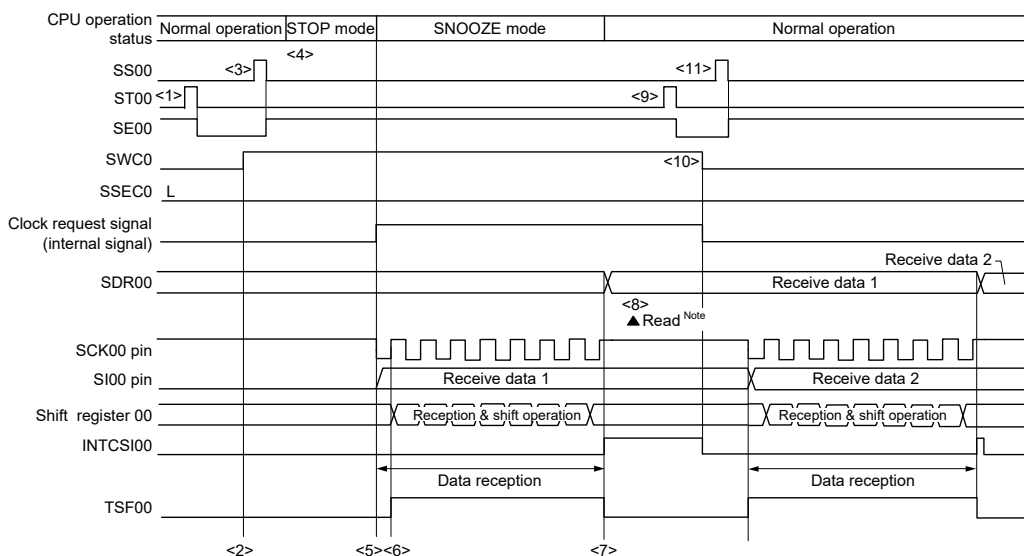 CPU operation
status
Normal operation
STOP mode
SNOOZE mode
Normal operation
<4>
SS00
<3>
<11>
ST00
<1>
<9>
SE00
SWC0
<10>
SSEC0
L
Clock request signal
(internal signal)
Receive data 2
SDR00
Receive data 1
<8>
▲Read Note
SCK00 pin
SI00 pin
Receive data 1
Receive data 2
Shift register 00
Reception & shift operation
Reception & shift operation
INTCSI00
Data reception
Data reception
TSF00
<2>
<5><6>
<7>